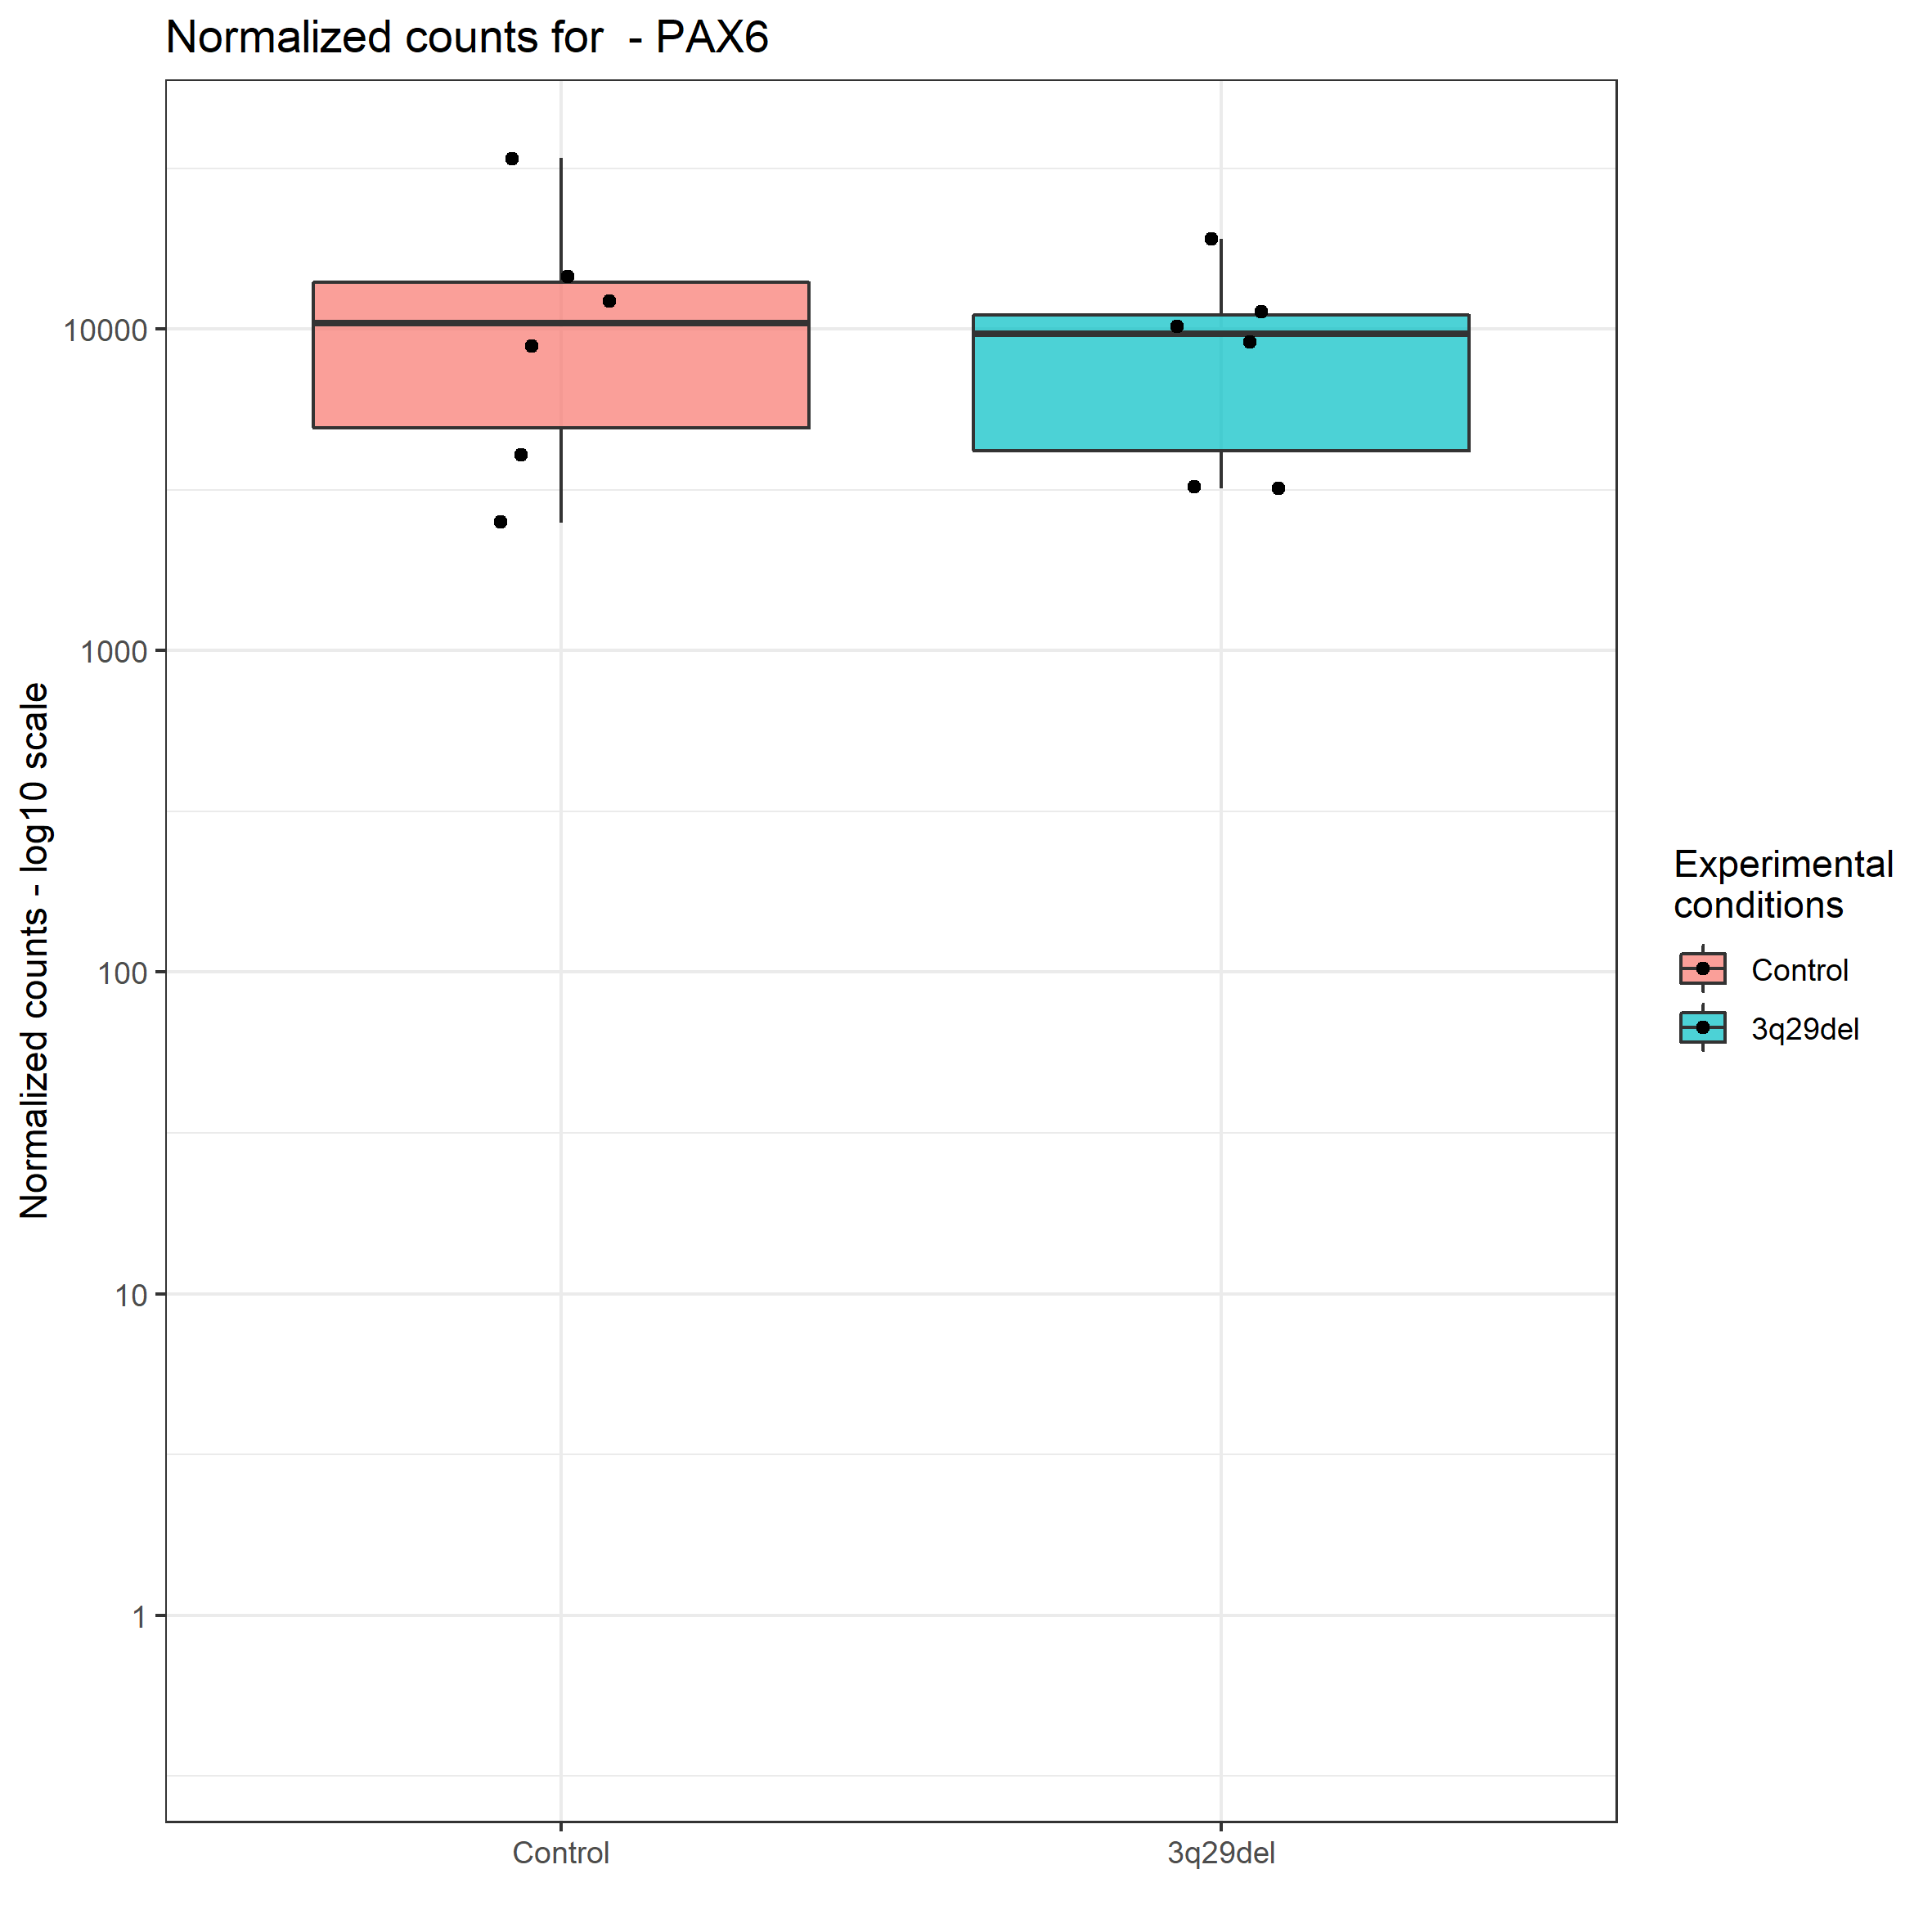 Normalized counts for  - PAX6
Normalized counts - log10 scale
10000
1000
100
10
1
Control
3q29del
Experimental
conditions
Control
3q29del